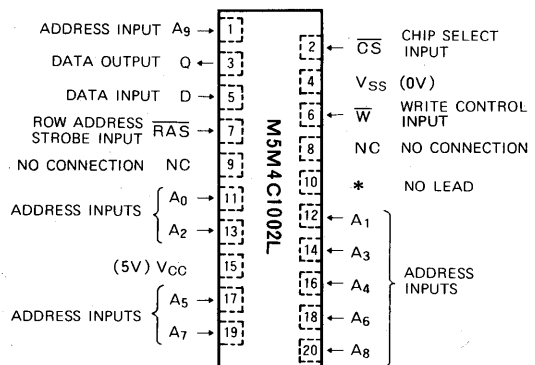 ADDRESS INPUT A9 → 1
2 ← C̅S̅ CHIP SELECT
INPUT
DATA OUTPUT Q ← 3
4 VSS (0V)
DATA INPUT D → 5
6 ← W̅ WRITE CONTROL
INPUT
ROW ADDRESS
STROBE INPUT R̅A̅S̅ → 7
8 NC NO CONNECTION
NO CONNECTION NC 9
10 * NO LEAD
ADDRESS INPUTS
A0 → 11
12 ← A1
A2 → 13
14 ← A3
(5V) VCC 15
16 ← A4
ADDRESS INPUTS
A5 → 17
18 ← A6
A7 → 19
20 ← A8
ADDRESS
INPUTS
M5M4C1002L